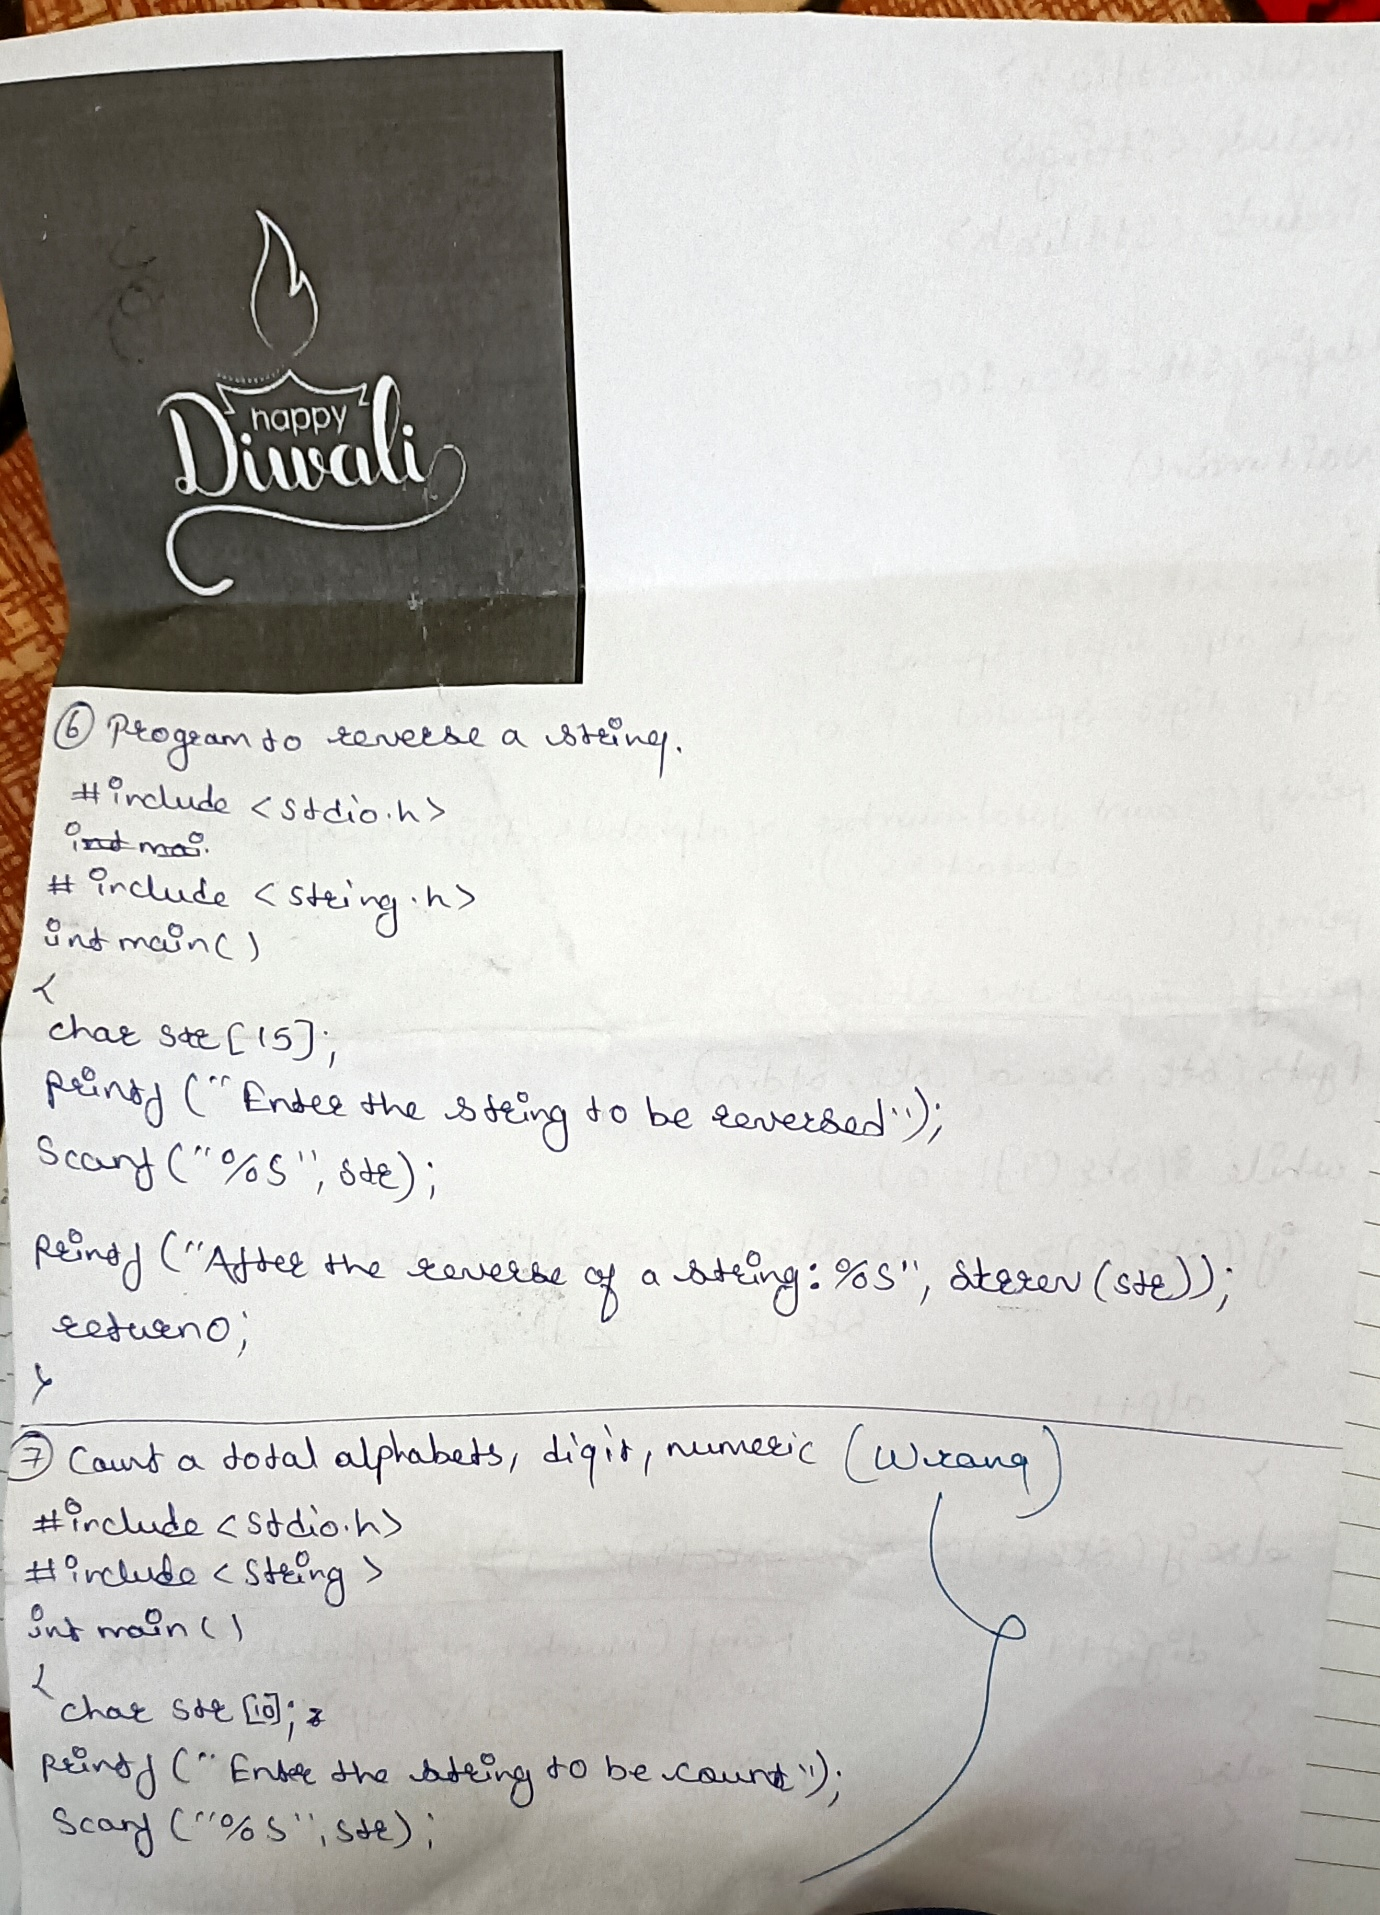 happy
Diwali
6 Program to reverse a string.
#include <stdio.h>
int mai.
# include <string.h>
int main()
{
char str [15];
printf ("Enter the string to be reversed");
Scanf ("%S", str);
printf ("After the reverse of a string: %S", strrev (str));
return 0;
}
7 Count a total alphabets, digit, numeric (Wrong)
#include <stdio.h>
#include <string>
int main()
{
char str [10];
printf ("Enter the string to be count");
Scanf ("%S", str);